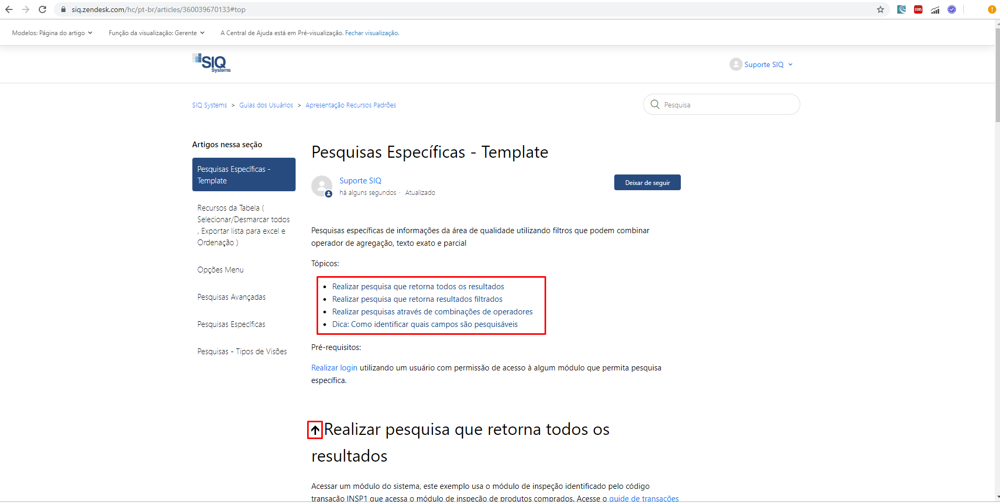 siq.zendesk.com/hc/pt-br/articles/360039670133#top
CORS
Modelos: Página do artigo
Função da visualização: Gerente
A Central de Ajuda está em Pré-visualização. Fechar visualização.
SIQ
Systems
Suporte SIQ
SIQ Systems > Guias dos Usuários > Apresentação Recursos Padrões
Pesquisa
Artigos nessa seção
Pesquisas Específicas -
Template
Recursos da Tabela (
Selecionar/Desmarcar todos
, Exportar lista para excel e
Ordenação )
Opções Menu
Pesquisas Avançadas
Pesquisas Específicas
Pesquisas - Tipos de Visões
Pesquisas Específicas - Template
Suporte SIQ
há alguns segundos · Atualizado
Deixar de seguir
Pesquisas específicas de informações da área de qualidade utilizando filtros que podem combinar
operador de agregação, texto exato e parcial
Tópicos:
• Realizar pesquisa que retorna todos os resultados
• Realizar pesquisa que retorna resultados filtrados
• Realizar pesquisas através de combinações de operadores
• Dica: Como identificar quais campos são pesquisáveis
Pré-requisitos:
Realizar login utilizando um usuário com permissão de acesso à algum módulo que permita pesquisa
específica.
Realizar pesquisa que retorna todos os
resultados
Acessar um módulo do sistema, este exemplo usa o módulo de inspeção identificado pelo código
transação INSP1 que acessa o módulo de inspeção de produtos comprados. Acesse o guide de transações